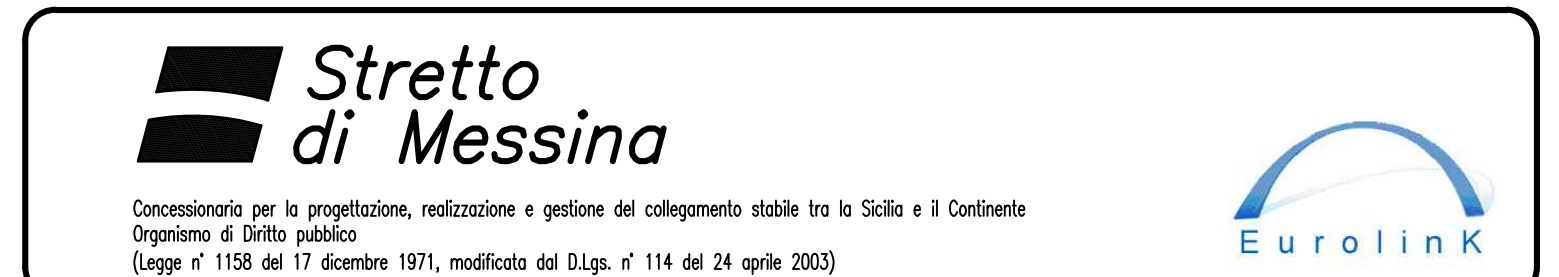 Stretto
di Messina
Concessionaria per la progettazione, realizzazione e gestione del collegamento stabile tra la Sicilia e il Continente
Organismo di Diritto pubblico
(Legge n° 1158 del 17 dicembre 1971, modificata dal D.Lgs. n° 114 del 24 aprile 2003)
EurolinK